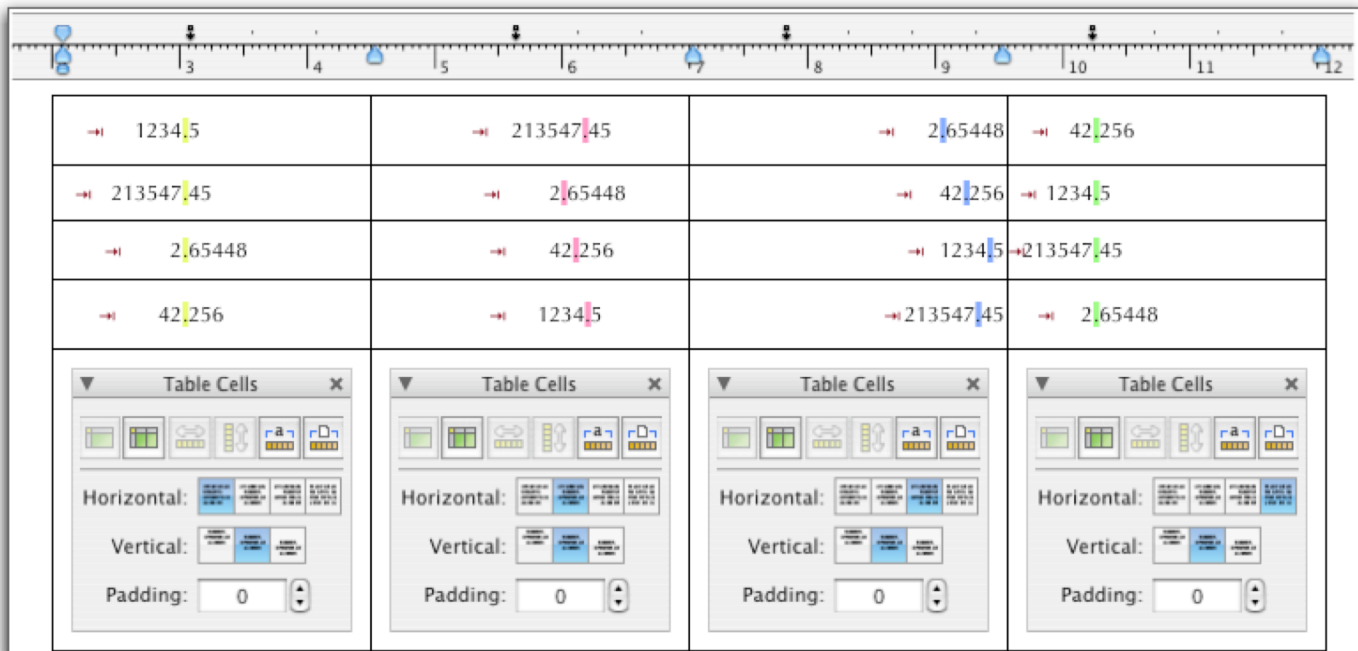 3 4 5 6 7 8 9 10 11 12
1234.5 213547.45 2.65448 42.256
213547.45 2.65448 42.256 1234.5
2.65448 42.256 1234.5 213547.45
42.256 1234.5 213547.45 2.65448
Table Cells Table Cells Table Cells Table Cells
a a a a
Horizontal: Horizontal: Horizontal: Horizontal:
Vertical: Vertical: Vertical: Vertical:
Padding: 0 Padding: 0 Padding: 0 Padding: 0